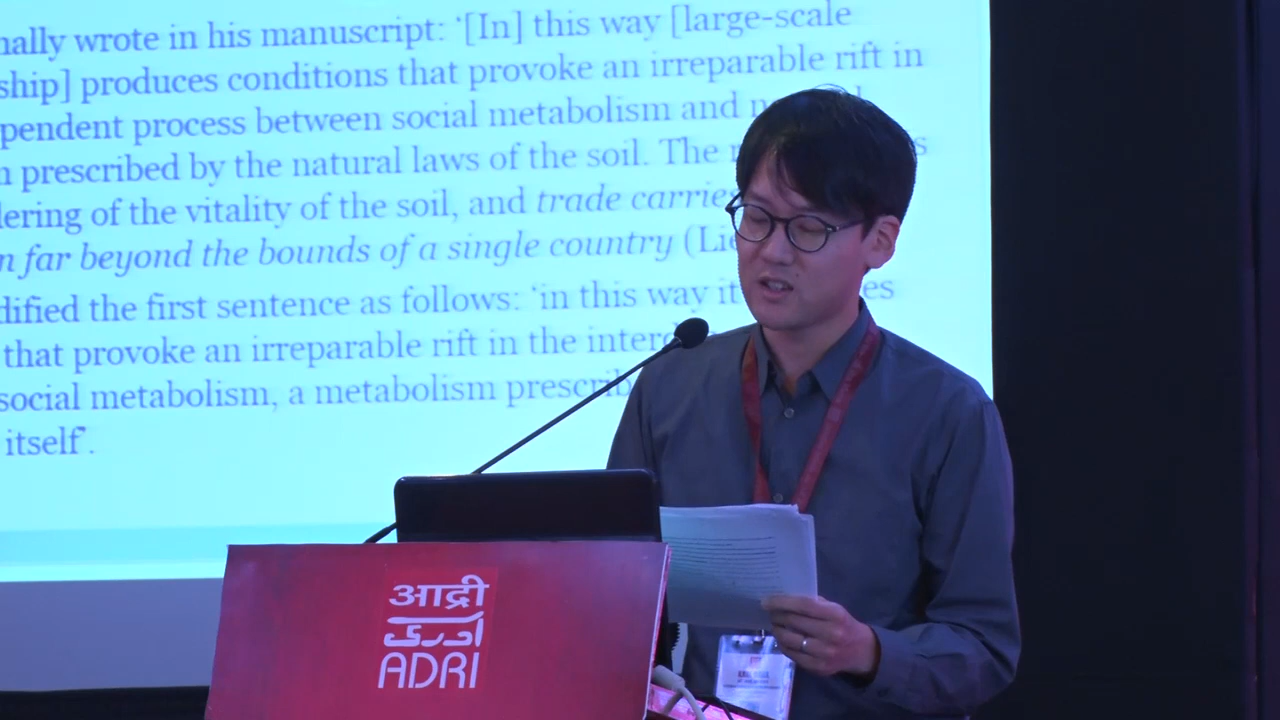 nally wrote in his manuscript: ‘[In] this way [large-scale
ship] produces conditions that provoke an irreparable rift in
pendent process between social metabolism and
n prescribed by the natural laws of the soil. The
dering of the vitality of the soil, and trade carries
n far beyond the bounds of a single country
dified the first sentence as follows: ‘in this way it
that provoke an irreparable rift in the
social metabolism, a metabolism
itself’.
आद्री
ادری
ADRI